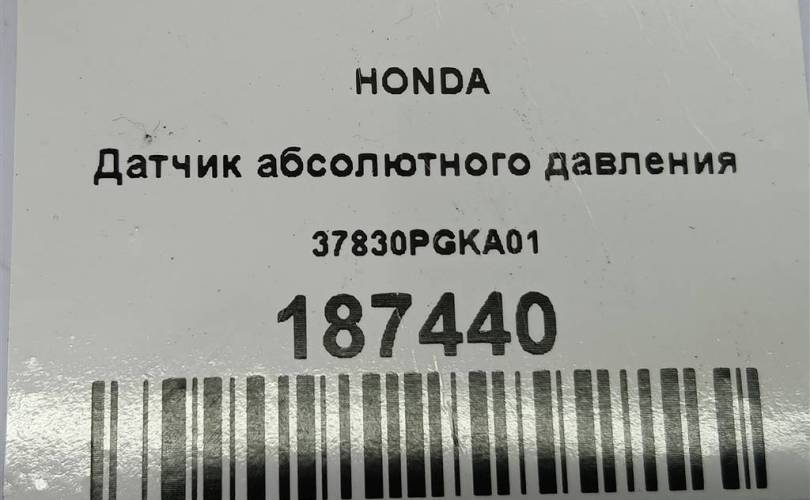 HONDA
Датчик абсолютного давления
37830PGKA01
187440